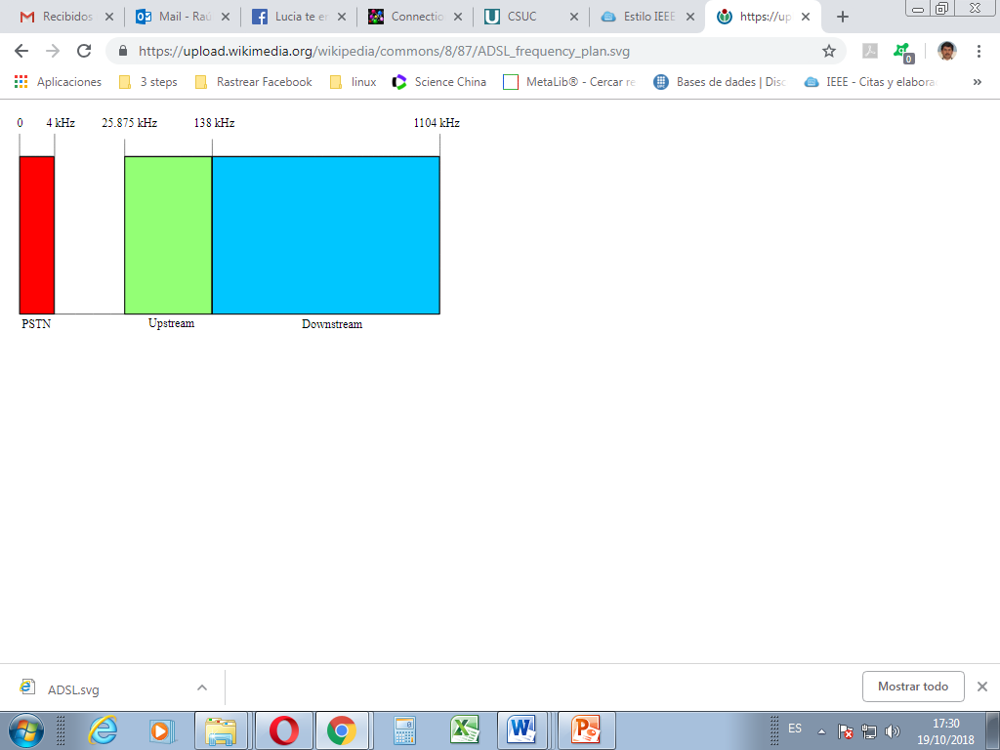 Recibidos
Mail - Raú
Lucia te en
Connectio
CSUC
Estilo IEEE
https://up
https://upload.wikimedia.org/wikipedia/commons/8/87/ADSL_frequency_plan.svg
0
Aplicaciones
3 steps
Rastrear Facebook
linux
Science China
MetaLib® - Cercar re
Bases de dades | Disc
IEEE - Citas y elabora
»
0
4 kHz
25.875 kHz
138 kHz
1104 kHz
PSTN
Upstream
Downstream
ADSL.svg
Mostrar todo
ES
17:30
19/10/2018